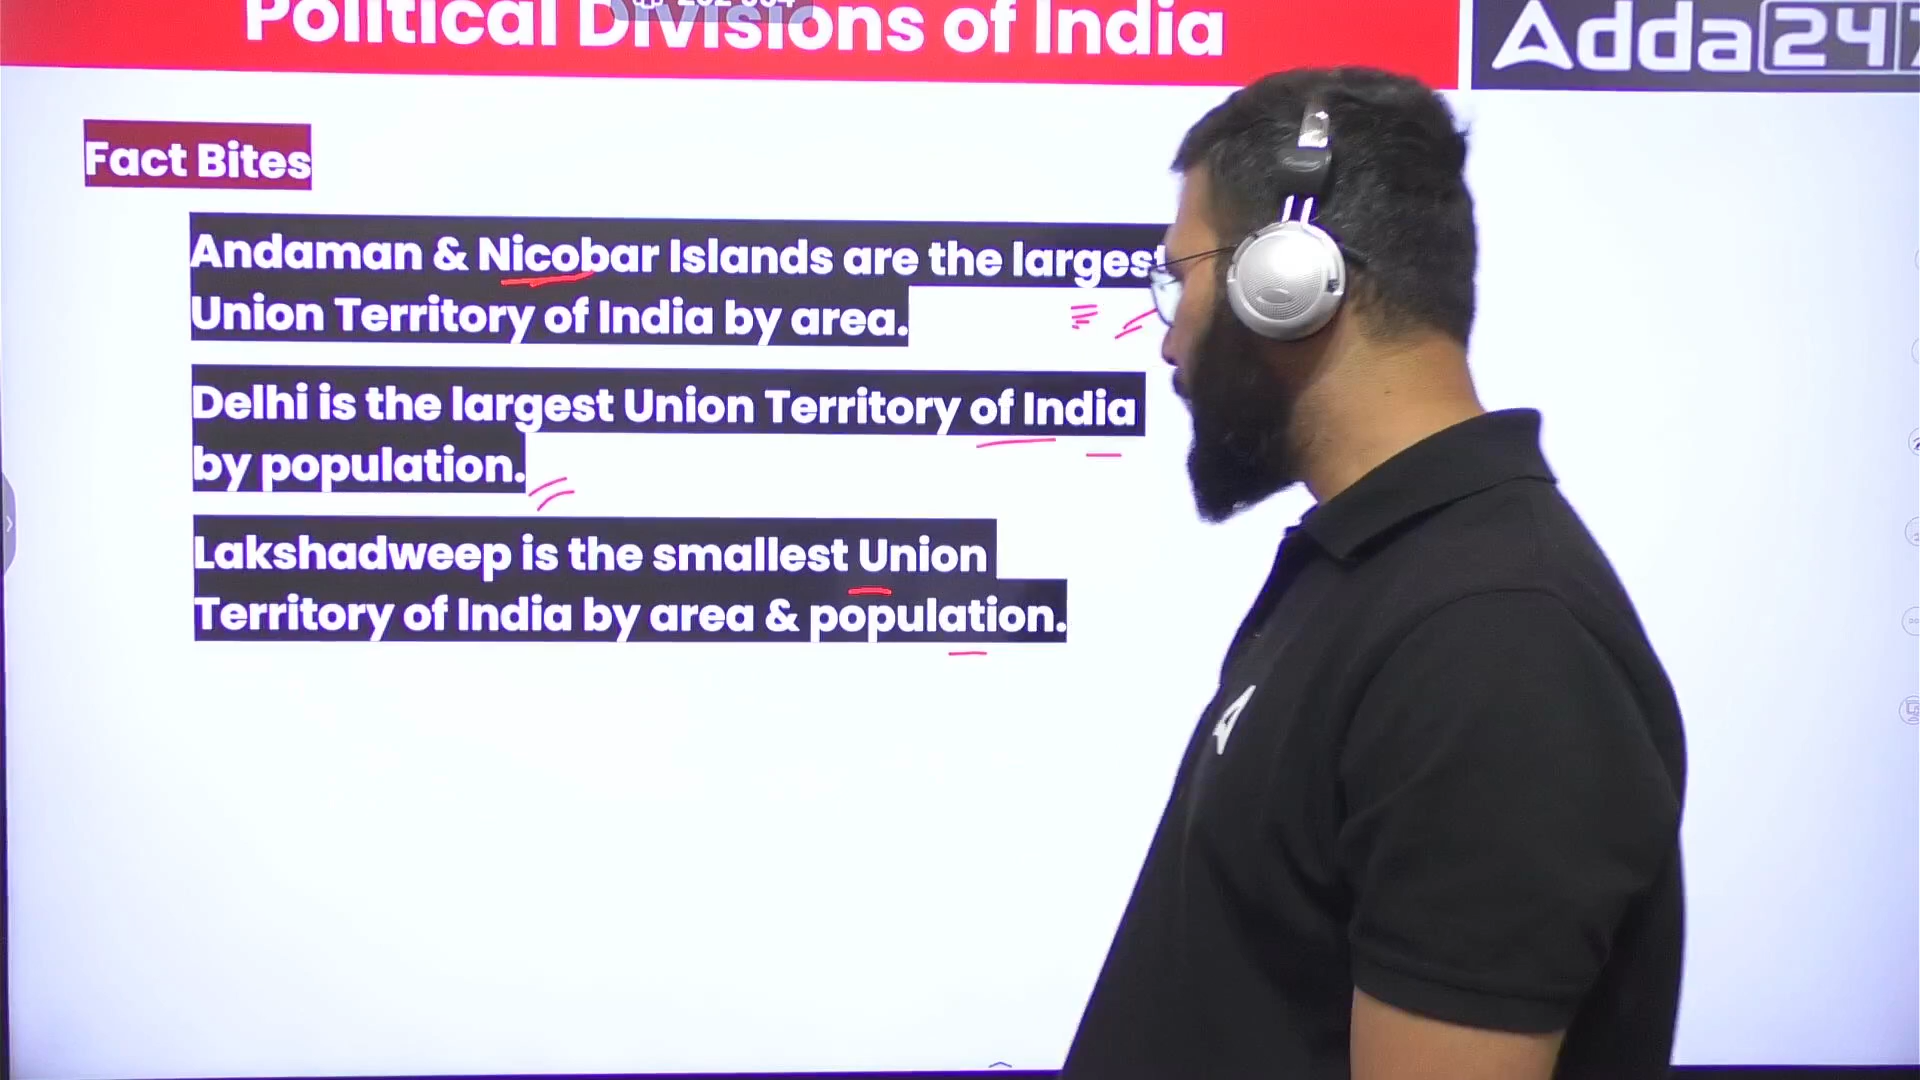 Political Divisions of India
Adda247
Fact Bites
Andaman & Nicobar Islands are the largest
Union Territory of India by area.
Delhi is the largest Union Territory of India
by population.
Lakshadweep is the smallest Union
Territory of India by area & population.